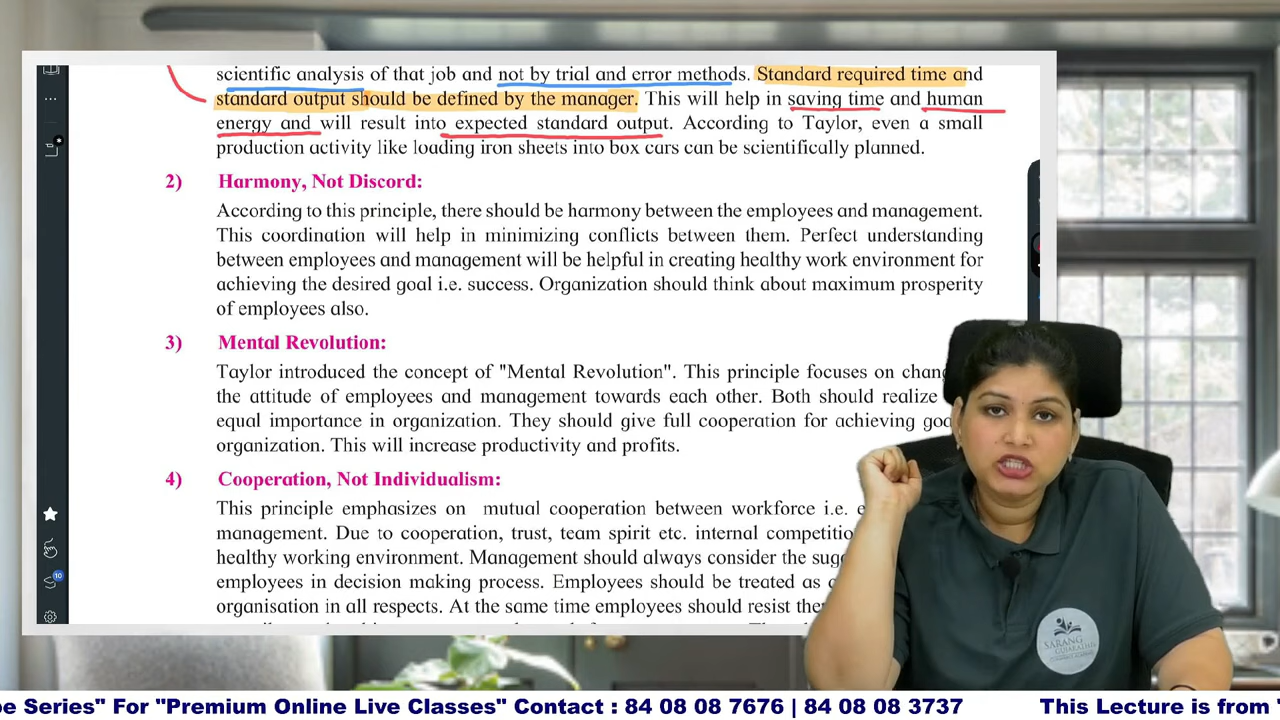 scientific analysis of that job and not by trial and error methods. Standard required time and
standard output should be defined by the manager. This will help in saving time and human
energy and will result into expected standard output. According to Taylor, even a small
production activity like loading iron sheets into box cars can be scientifically planned.
2) Harmony, Not Discord:
According to this principle, there should be harmony between the employees and management.
This coordination will help in minimizing conflicts between them. Perfect understanding
between employees and management will be helpful in creating healthy work environment for
achieving the desired goal i.e. success. Organization should think about maximum prosperity
of employees also.
3) Mental Revolution:
Taylor introduced the concept of "Mental Revolution". This principle focuses on
the attitude of employees and management towards each other. Both should realize
equal importance in organization. They should give full cooperation for achieving
organization. This will increase productivity and profits.
4) Cooperation, Not Individualism:
This principle emphasizes on mutual cooperation between workforce i.e.
management. Due to cooperation, trust, team spirit etc. internal
healthy working environment. Management should always consider the
employees in decision making process. Employees should be treated as
organisation in all respects. At the same time employees should resist
10
SARANG
Series" For "Premium Online Live Classes" Contact : 84 08 08 7676 | 84 08 08 3737 This Lecture is from